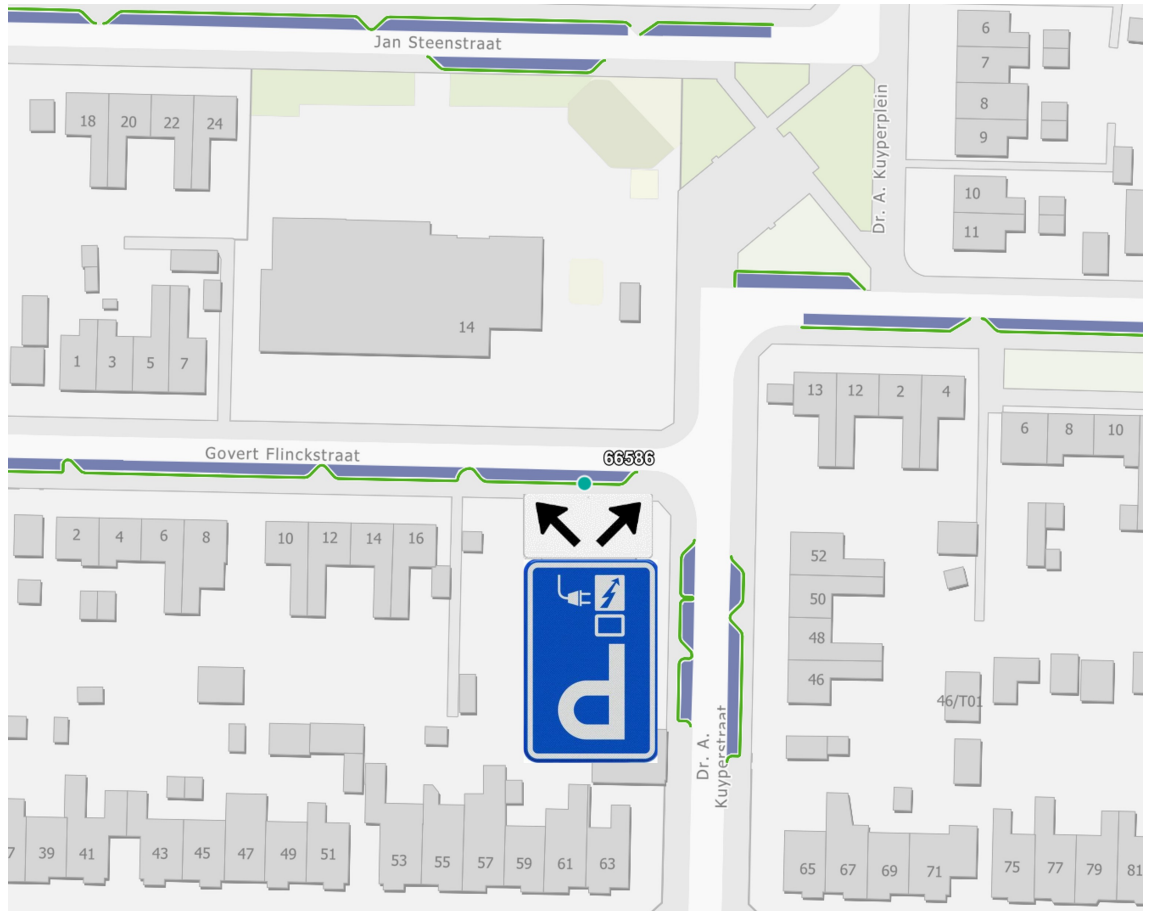 Jan Steenstraat
6
7
8
9
18 20 22 24
Dr. A. Kuyperplein
10
11
14
1 3 5 7
13 12 2 4
6 8 10
Govert Flinckstraat
66586
2 4 6 8
10 12 14 16
52
50
48
46
46/T01
P
Dr. A.
Kuyperstraat
7 39 41 43 45 47 49 51
53 55 57 59 61 63
65 67 69 71
75 77 79 81